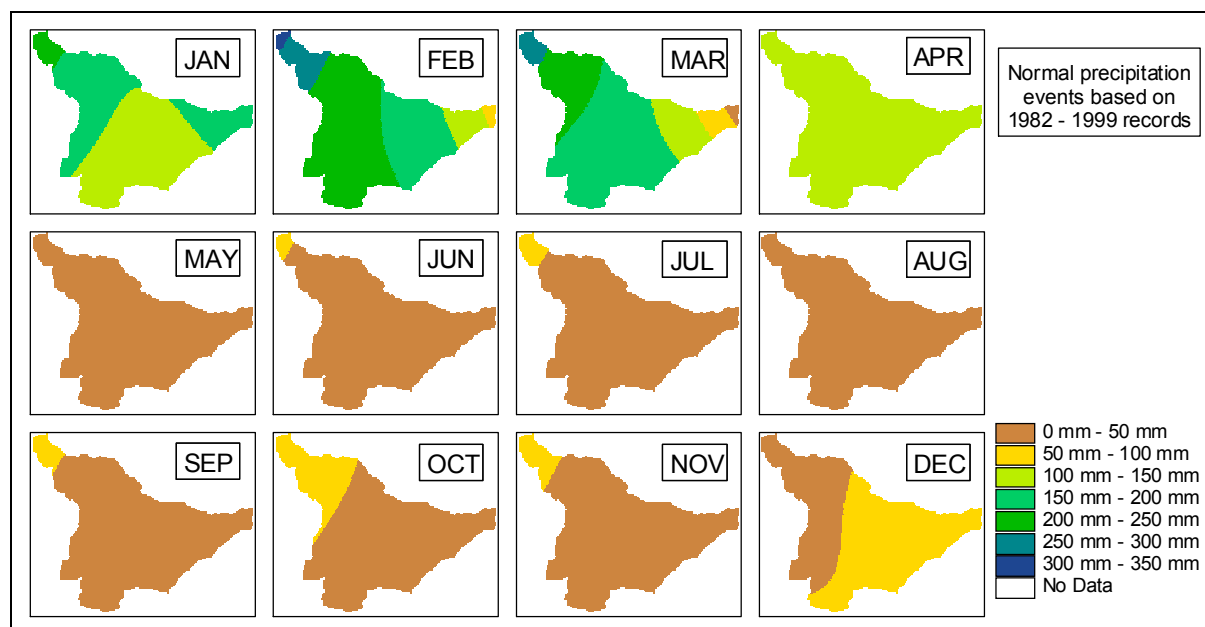 JAN
FEB
MAR
APR
Normal precipitation
events based on
1982 - 1999 records
MAY
JUN
JUL
AUG
SEP
OCT
NOV
DEC
0 mm - 50 mm
50 mm - 100 mm
100 mm - 150 mm
150 mm - 200 mm
200 mm - 250 mm
250 mm - 300 mm
300 mm - 350 mm
No Data